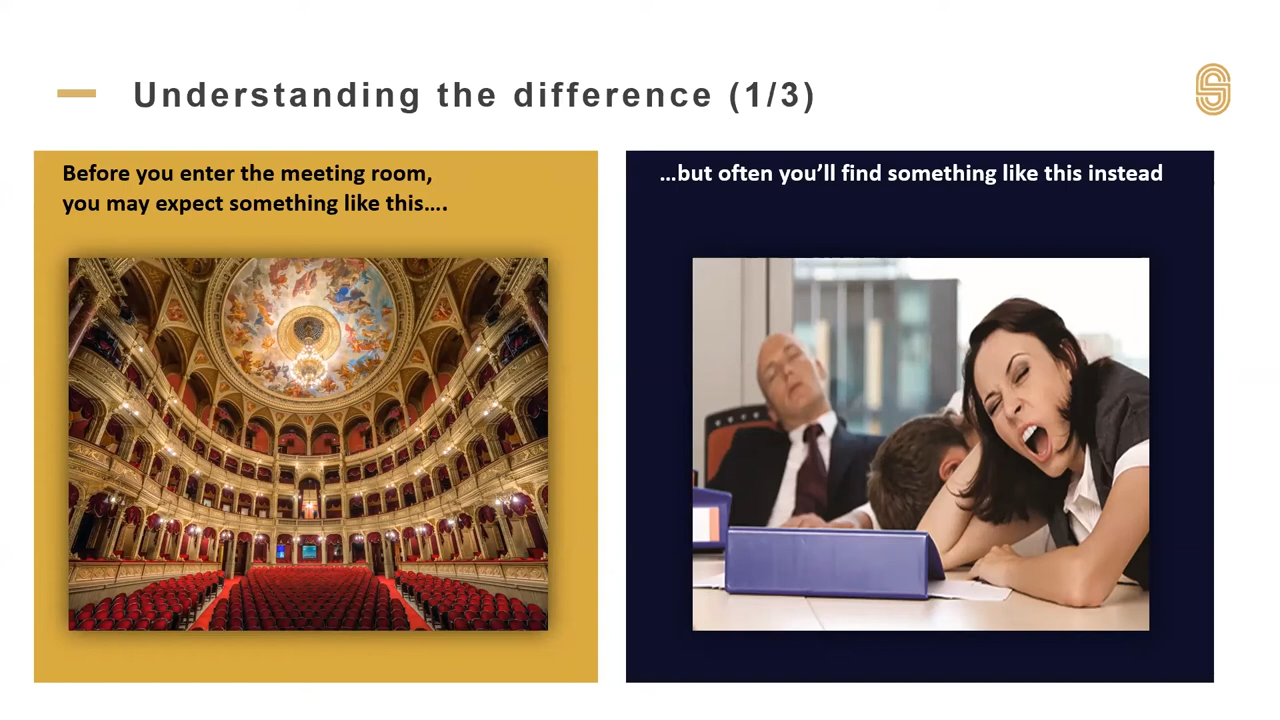 Understanding the difference (1/3)
Before you enter the meeting room,
you may expect something like this….
…but often you’ll find something like this instead